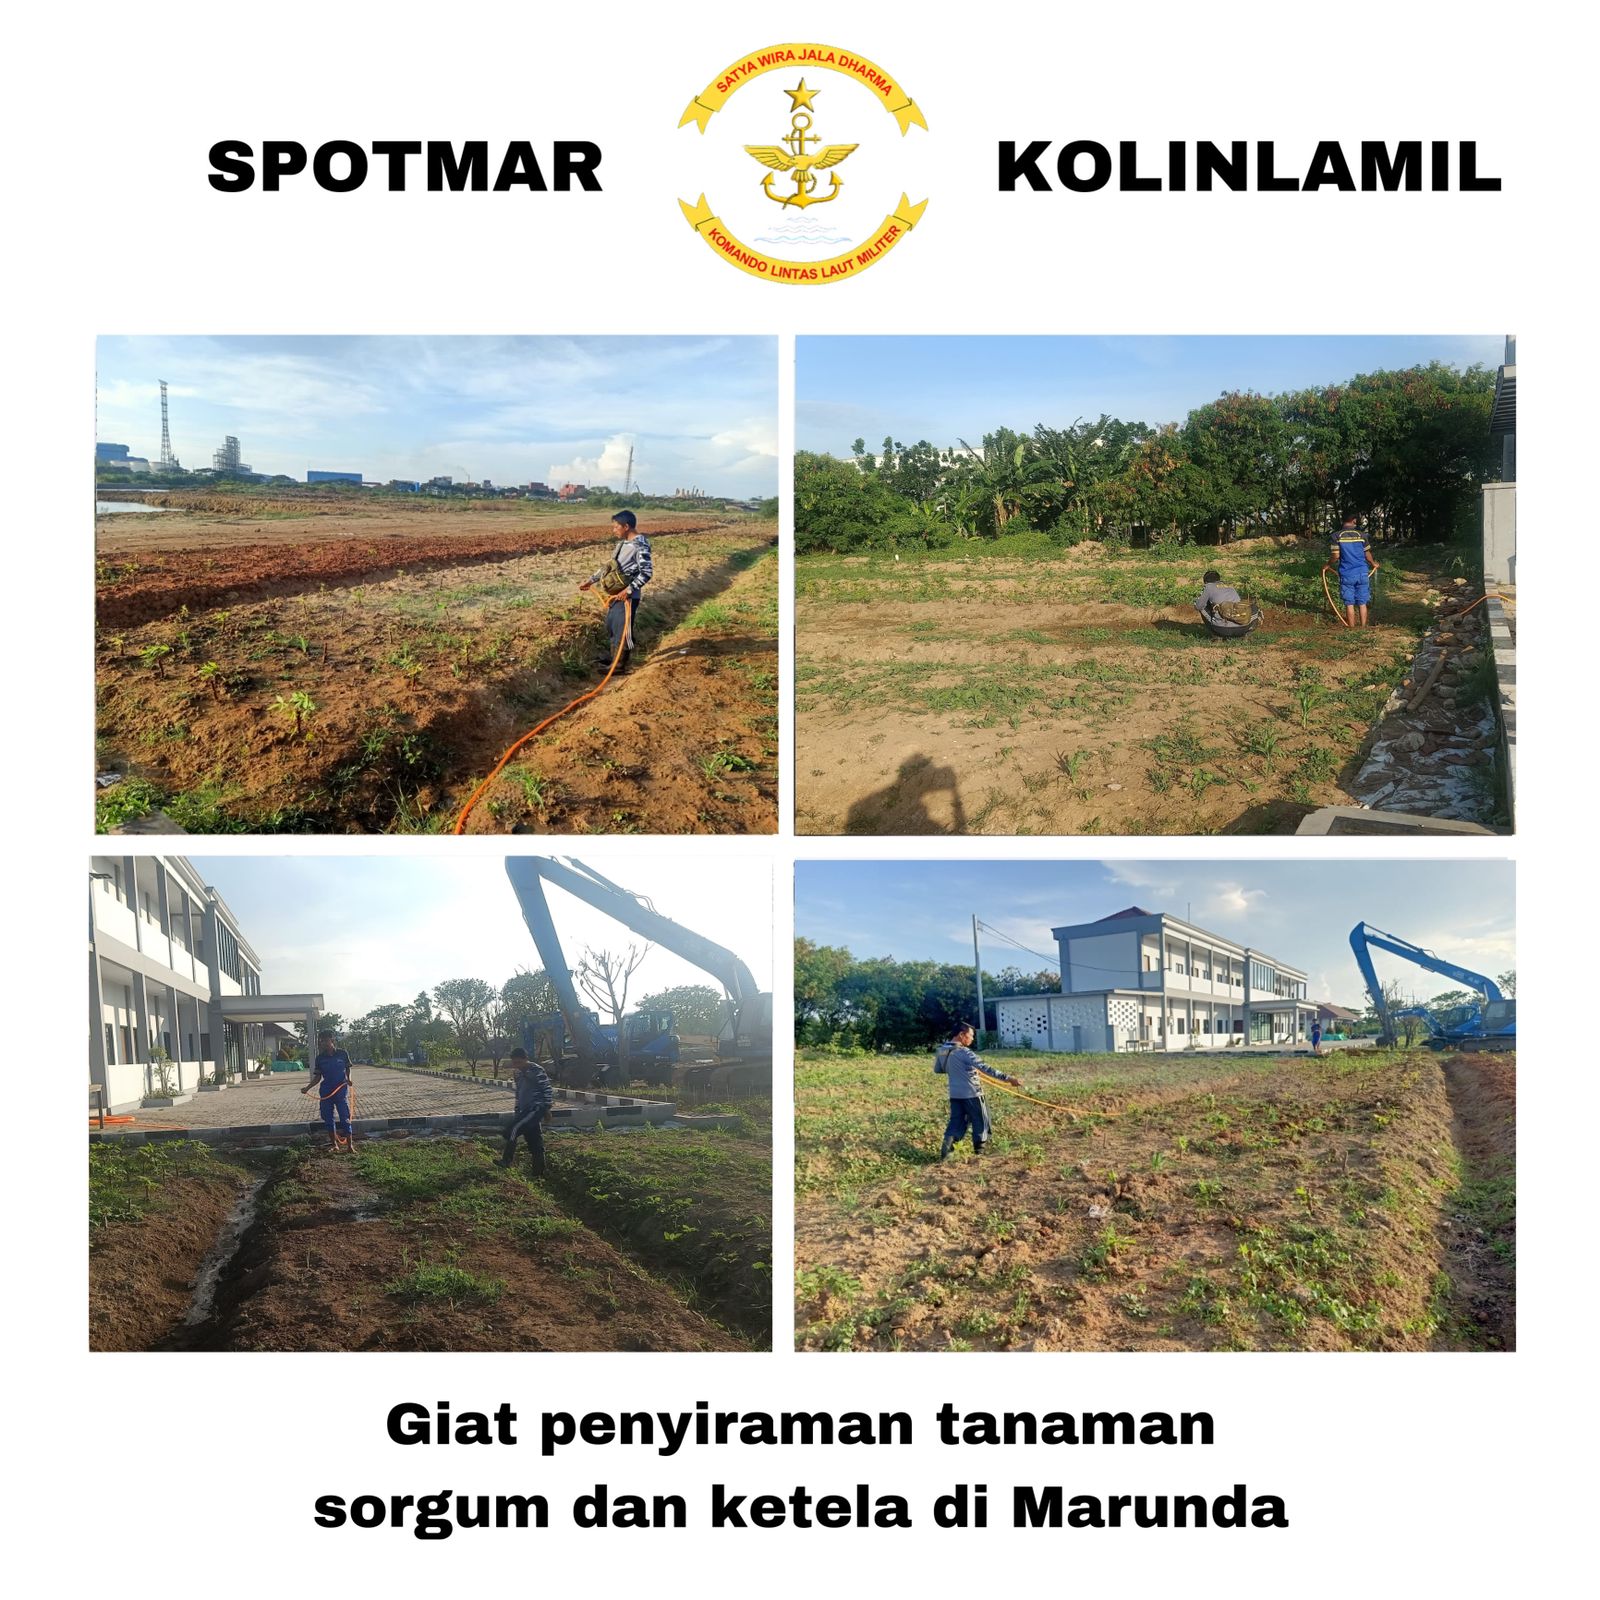 SPOTMAR
SATYA WIRA JALA DHARMA
KOMANDO LINTAS LAUT MILITER
KOLINLAMIL
Giat penyiraman tanaman
sorgum dan ketela di Marunda